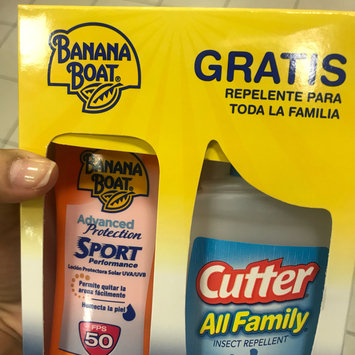 BANANA
BOAT®
GRATIS
REPELENTE PARA
TODA LA FAMILIA
BANANA
BOAT®
Advanced
Protection
SPORT
Performance
Loción Protectora Solar UVA/UVB
Permite quitar la
arena fácilmente
Humecta la piel
FPS
50
Cutter
All Family
INSECT REPELLENT